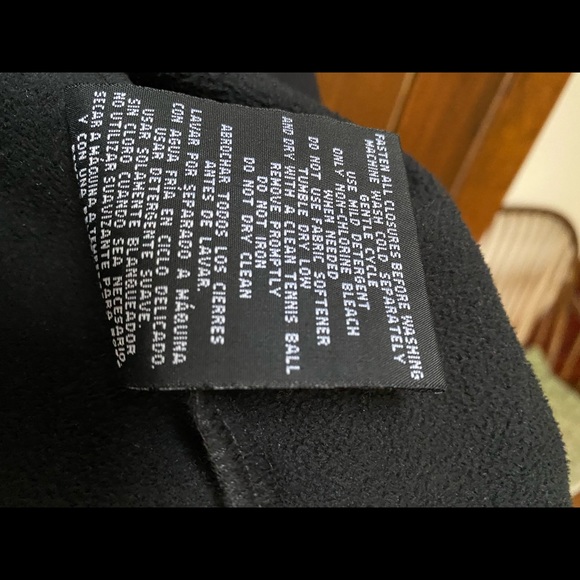 FASTEN ALL CLOSURES BEFORE WASHING
MACHINE WASH COLD SEPARATELY
GENTLE CYCLE
USE MILD DETERGENT
ONLY NON-CHLORINE BLEACH
WHEN NEEDED
DO NOT USE FABRIC SOFTENER
TUMBLE DRY LOW
AND DRY WITH A CLEAN TENNIS BALL
REMOVE PROMPTLY
DO NOT IRON
DO NOT DRY CLEAN
ABROCHAR TODOS LOS CIERRES
ANTES DE LAVAR.
LAVAR POR SEPARADO A MÁQUINA
CON AGUA FRÍA EN CICLO DELICADO.
USAR DETERGENTE SUAVE.
USAR SOLAMENTE BLANQUEADOR
SIN CLORO CUANDO SEA NECESARIO.
NO UTILIZAR SUAVIZANTE PARA
SECAR A MÁQUINA A
Y CON